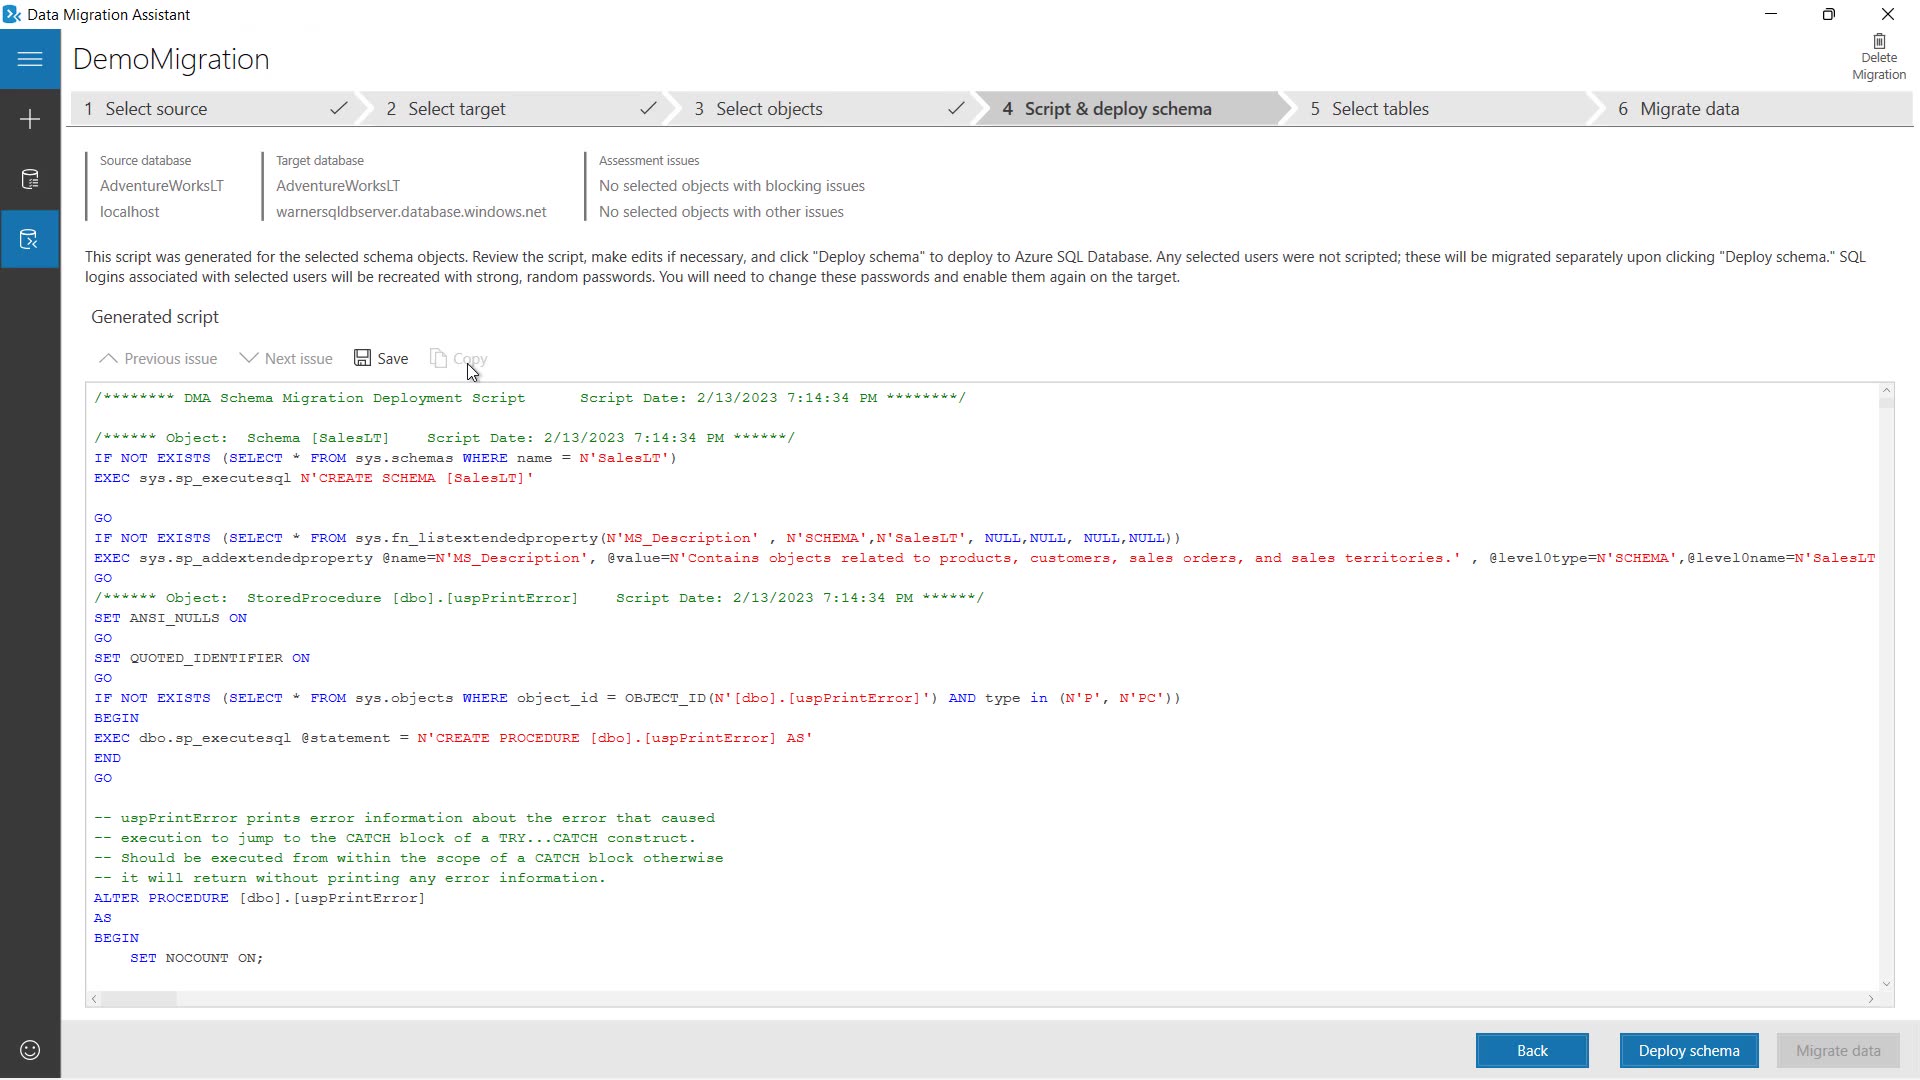 Data Migration Assistant
DemoMigration
Delete
Migration
1 Select source
2 Select target
3 Select objects
4 Script & deploy schema
5 Select tables
6 Migrate data
Source database
AdventureWorksLT
localhost
Target database
AdventureWorksLT
warnersqldbserver.database.windows.net
Assessment issues
No selected objects with blocking issues
No selected objects with other issues
This script was generated for the selected schema objects. Review the script, make edits if necessary, and click "Deploy schema" to deploy to Azure SQL Database. Any selected users were not scripted; these will be migrated separately upon clicking "Deploy schema." SQL
logins associated with selected users will be recreated with strong, random passwords. You will need to change these passwords and enable them again on the target.
Generated script
Previous issue
Next issue
Save
Copy
/******** DMA Schema Migration Deployment Script      Script Date: 2/13/2023 7:14:34 PM ********/
/****** Object:  Schema [SalesLT]    Script Date: 2/13/2023 7:14:34 PM ******/
IF NOT EXISTS (SELECT * FROM sys.schemas WHERE name = N'SalesLT')
EXEC sys.sp_executesql N'CREATE SCHEMA [SalesLT]'
GO
IF NOT EXISTS (SELECT * FROM sys.fn_listextendedproperty(N'MS_Description' , N'SCHEMA',N'SalesLT', NULL,NULL, NULL,NULL))
EXEC sys.sp_addextendedproperty @name=N'MS_Description', @value=N'Contains objects related to products, customers, sales orders, and sales territories.' , @level0type=N'SCHEMA',@level0name=N'SalesLT
GO
/****** Object:  StoredProcedure [dbo].[uspPrintError]    Script Date: 2/13/2023 7:14:34 PM ******/
SET ANSI_NULLS ON
GO
SET QUOTED_IDENTIFIER ON
GO
IF NOT EXISTS (SELECT * FROM sys.objects WHERE object_id = OBJECT_ID(N'[dbo].[uspPrintError]') AND type in (N'P', N'PC'))
BEGIN
EXEC dbo.sp_executesql @statement = N'CREATE PROCEDURE [dbo].[uspPrintError] AS'
END
GO
-- uspPrintError prints error information about the error that caused
-- execution to jump to the CATCH block of a TRY...CATCH construct.
-- Should be executed from within the scope of a CATCH block otherwise
-- it will return without printing any error information.
ALTER PROCEDURE [dbo].[uspPrintError]
AS
BEGIN
    SET NOCOUNT ON;
Back
Deploy schema
Migrate data